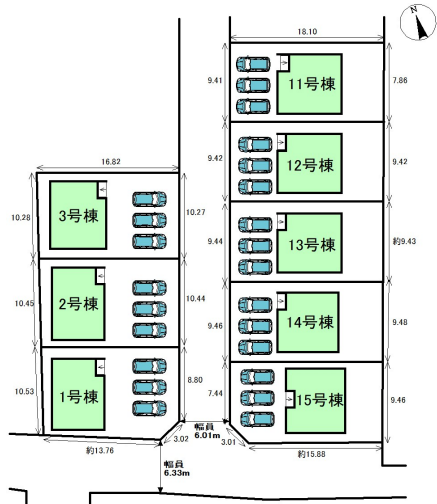 N
18.10
9.41
11号棟
7.86
9.42
12号棟
9.42
16.82
10.28
3号棟
10.27
9.44
13号棟
約9.43
10.45
2号棟
10.44
9.46
14号棟
9.48
10.53
1号棟
8.80
7.44
15号棟
9.46
約13.76
3.02
幅員
6.01m
3.01
約15.88
幅員
6.33m